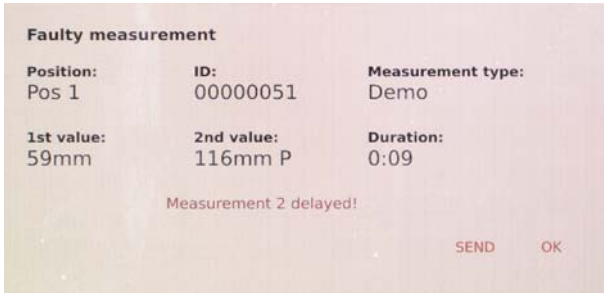 Faulty measurement
Position: ID: Measurement type:
Pos 1 00000051 Demo
1st value: 2nd value: Duration:
59mm 116mm P 0:09
Measurement 2 delayed!
SEND OK